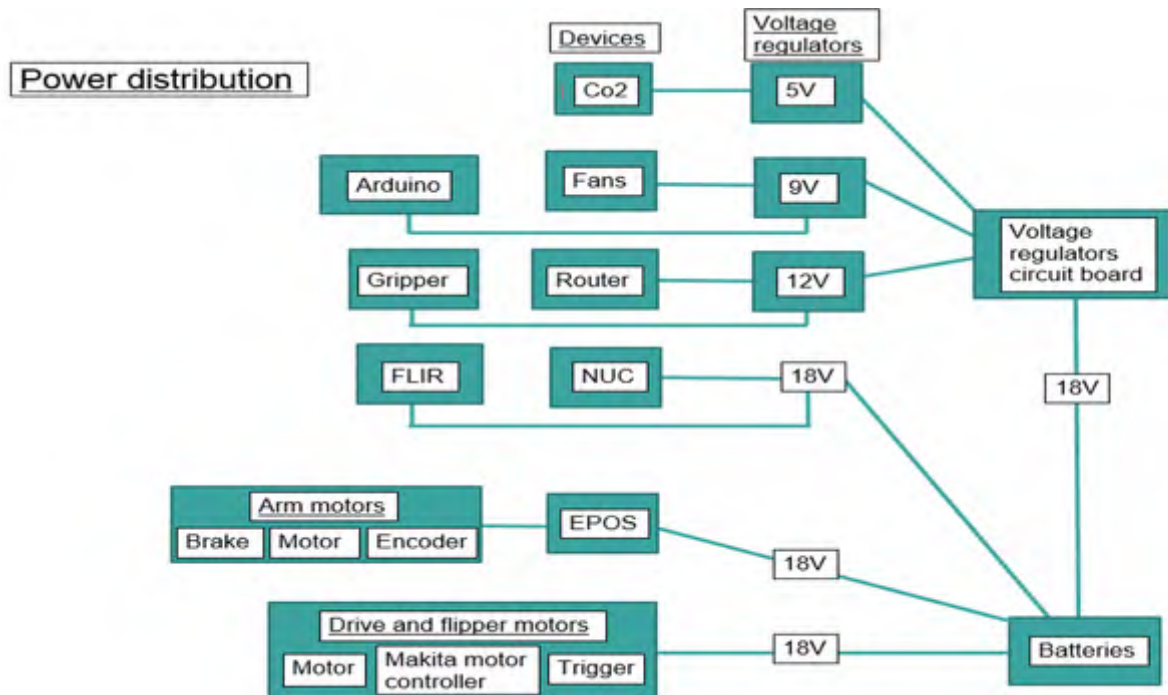 Power distribution
Devices
Voltage
regulators
Co2
5V
Arduino
Fans
9V
Voltage
regulators
circuit board
Gripper
Router
12V
FLIR
NUC
18V
18V
Arm motors
Brake
Motor
Encoder
EPOS
18V
Drive and flipper motors
Motor
Makita motor
controller
Trigger
18V
Batteries